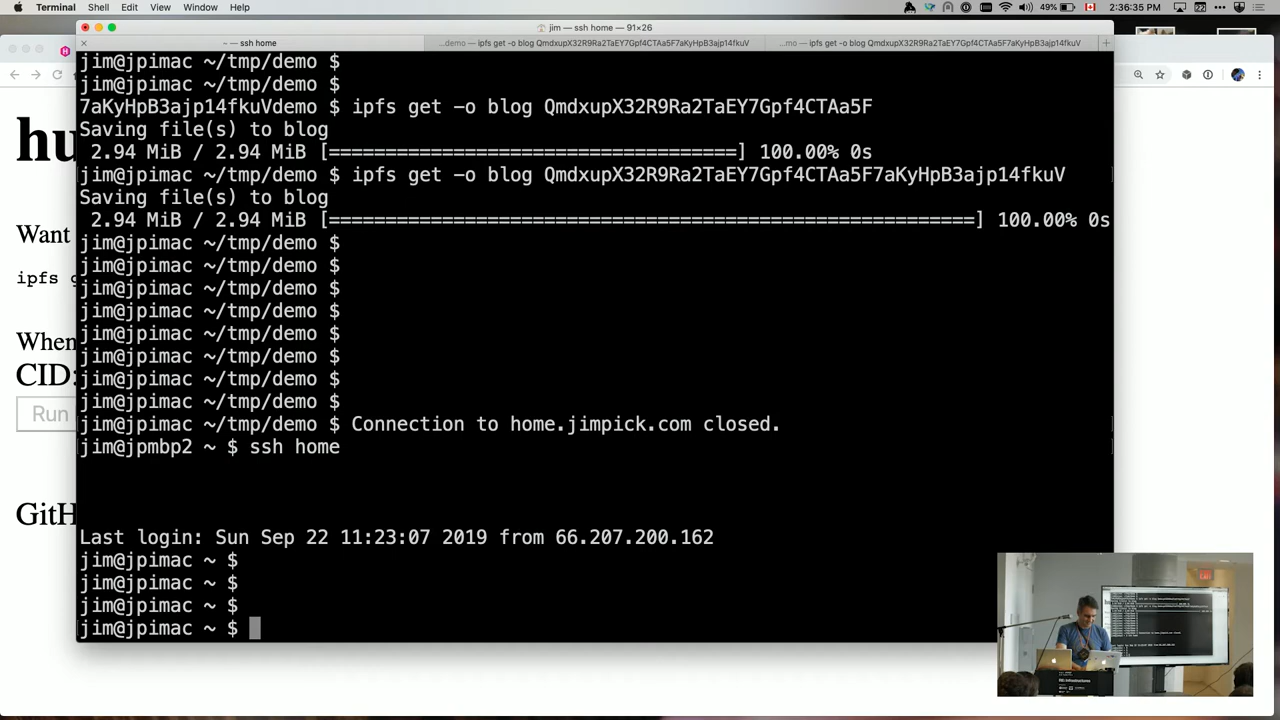 Terminal Shell Edit View Window Help 49% 2:36:35 PM
jim — ssh home — 91×26
~ — ssh home
...demo — ipfs get -o blog QmdxupX32R9Ra2TaEY7Gpf4CTAa5F7aKyHpB3ajp14fkuV
...mo — ipfs get -o blog QmdxupX32R9Ra2TaEY7Gpf4CTAa5F7aKyHpB3ajp14fkuV
jim@jpimac ~/tmp/demo $
jim@jpimac ~/tmp/demo $
7aKyHpB3ajp14fkuVdemo $ ipfs get -o blog QmdxupX32R9Ra2TaEY7Gpf4CTAa5F
Saving file(s) to blog
2.94 MiB / 2.94 MiB [====================================] 100.00% 0s
jim@jpimac ~/tmp/demo $ ipfs get -o blog QmdxupX32R9Ra2TaEY7Gpf4CTAa5F7aKyHpB3ajp14fkuV
Saving file(s) to blog
2.94 MiB / 2.94 MiB [=========================================================] 100.00% 0s
jim@jpimac ~/tmp/demo $
jim@jpimac ~/tmp/demo $
jim@jpimac ~/tmp/demo $
jim@jpimac ~/tmp/demo $
jim@jpimac ~/tmp/demo $
jim@jpimac ~/tmp/demo $
jim@jpimac ~/tmp/demo $
jim@jpimac ~/tmp/demo $
jim@jpimac ~/tmp/demo $ Connection to home.jimpick.com closed.
jim@jpmbp2 ~ $ ssh home
Last login: Sun Sep 22 11:23:07 2019 from 66.207.200.162
jim@jpimac ~ $
jim@jpimac ~ $
jim@jpimac ~ $
jim@jpimac ~ $
hu
Want
ipfs g
When
CID:
Run
GitH